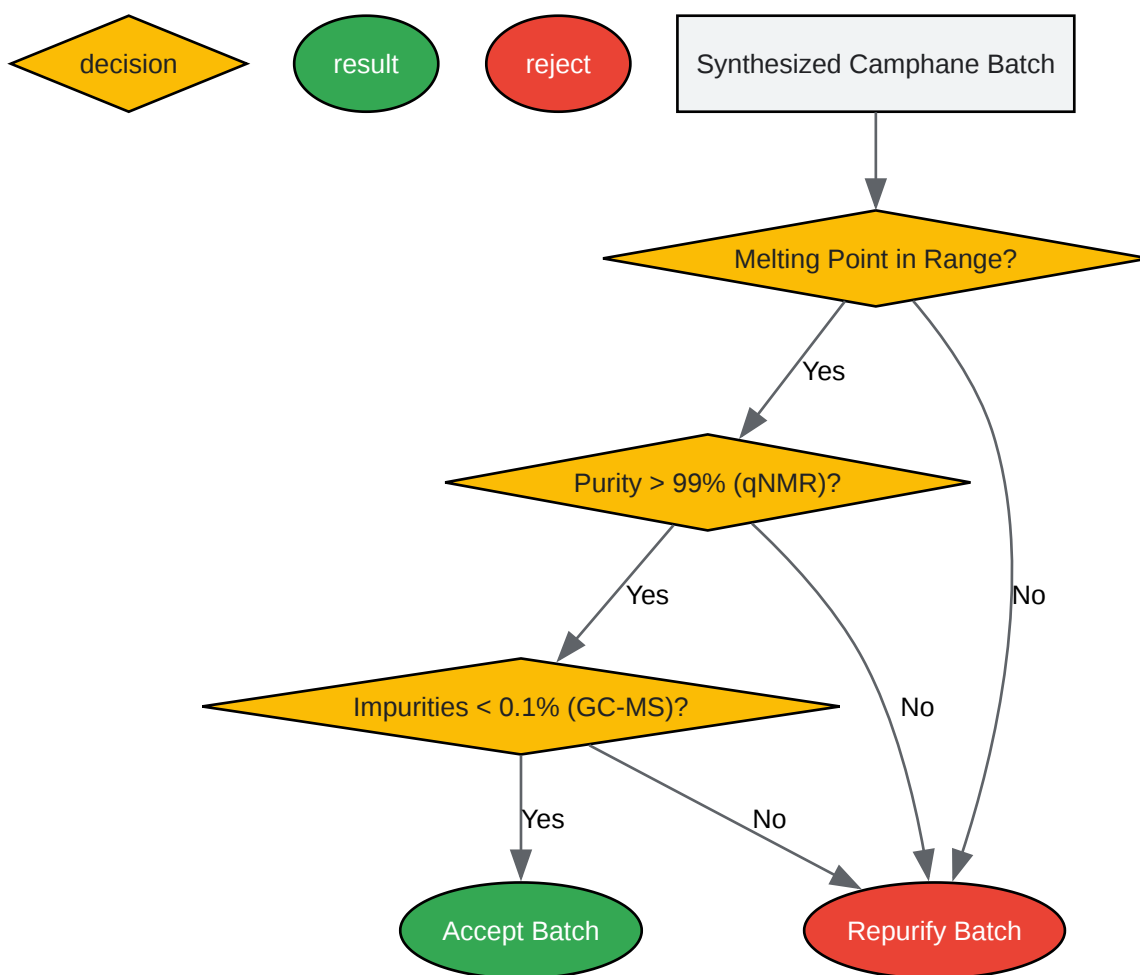 decision
result
reject
Synthesized Camphane Batch
Melting Point in Range?
Yes
Purity > 99% (qNMR)?
Yes
No
Impurities < 0.1% (GC-MS)?
No
Yes
No
Accept Batch
Repurify Batch